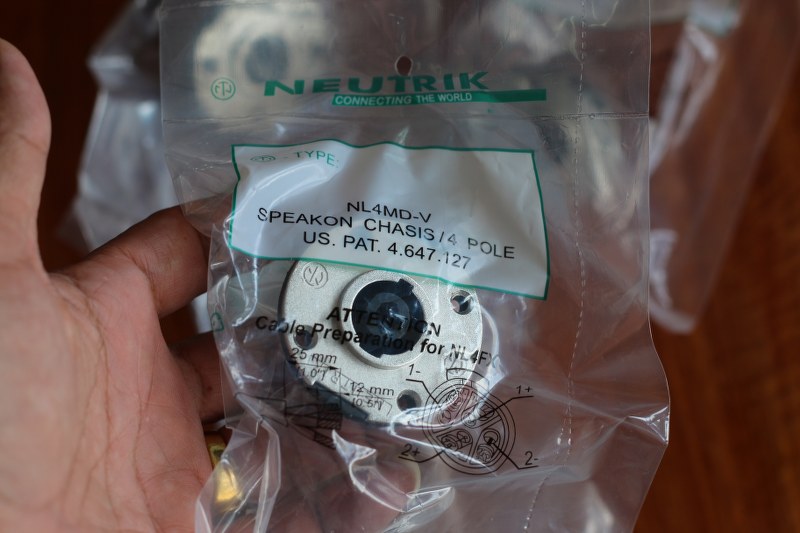 NEUTRIK
CONNECTING THE WORLD
TYPE:
NL4MD-V
SPEAKON CHASIS/4 POLE
US. PAT. 4.647.127
ATTENTION
Cable Preparation for NL4F
25 mm
12 mm
1-
1+
2+
2-